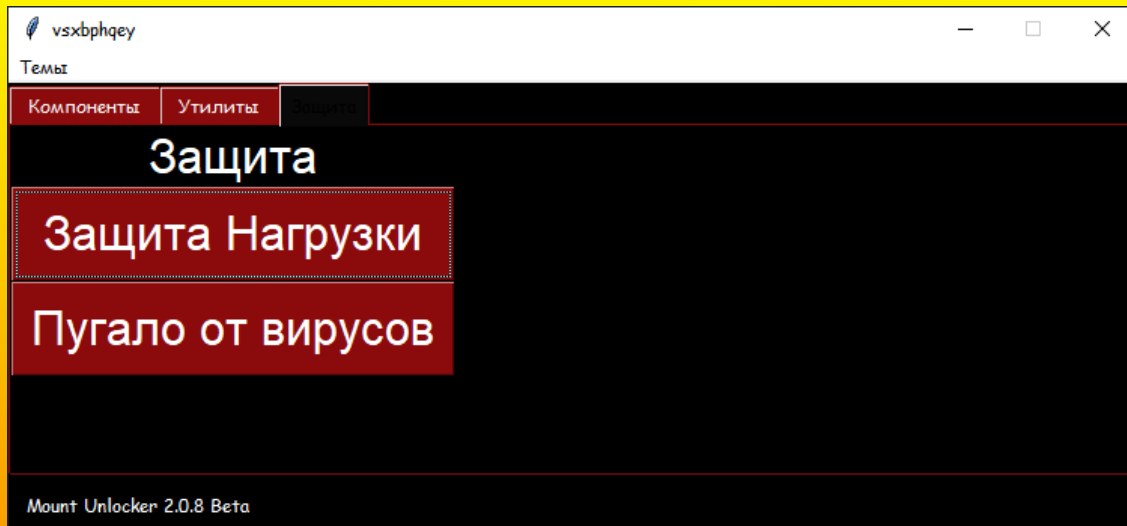 vsxbphqey
Темы
Компоненты Утилиты Защита
Защита
Защита Нагрузки
Пугало от вирусов
Mount Unlocker 2.0.8 Beta